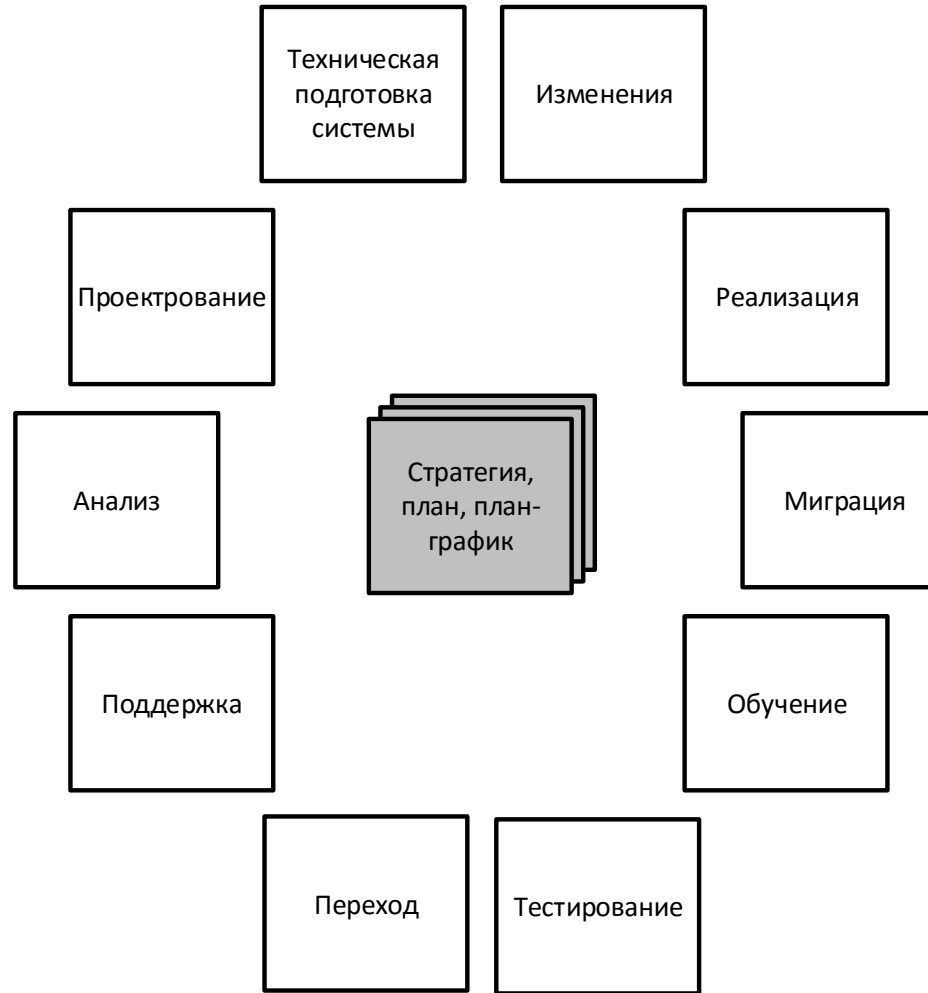 Техническая
подготовка
системы
Изменения
Проектрование
Реализация
Анализ
Стратегия,
план, план-
график
Миграция
Поддержка
Обучение
Переход
Тестирование